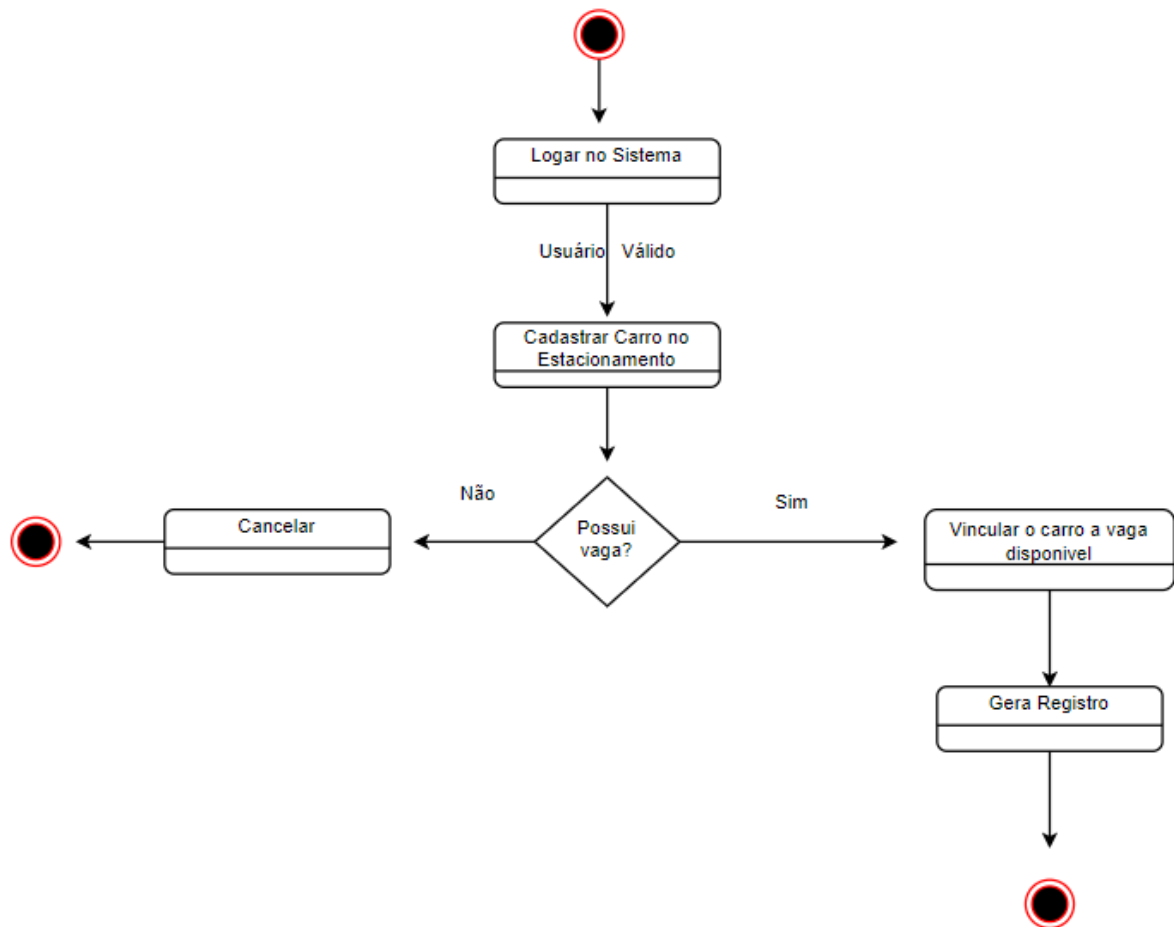 Logar no Sistema
Usuário Válido
Cadastrar Carro no
Estacionamento
Não
Sim
Cancelar
Possui
vaga?
Vincular o carro a vaga
disponivel
Gera Registro